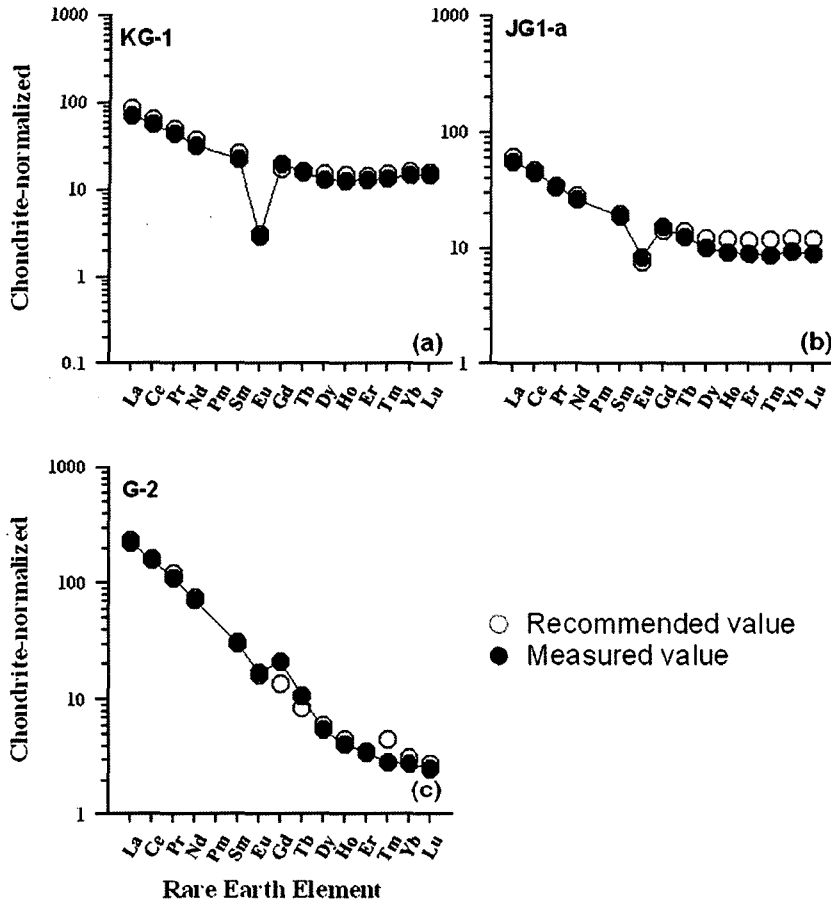 KG-1
1000
100
10
1
0.1
Chondrite-normalized
(a)
La Ce Pr Nd Pm Sm Eu Gd Tb Dy Ho Er Tm Yb Lu
JG1-a
1000
100
10
1
(b)
La Ce Pr Nd Pm Sm Eu Gd Tb Dy Ho Er Tm Yb Lu
G-2
1000
100
10
1
Chondrite-normalized
(c)
La Ce Pr Nd Pm Sm Eu Gd Tb Dy Ho Er Tm Yb Lu
Rare Earth Element
Recommended value
Measured value